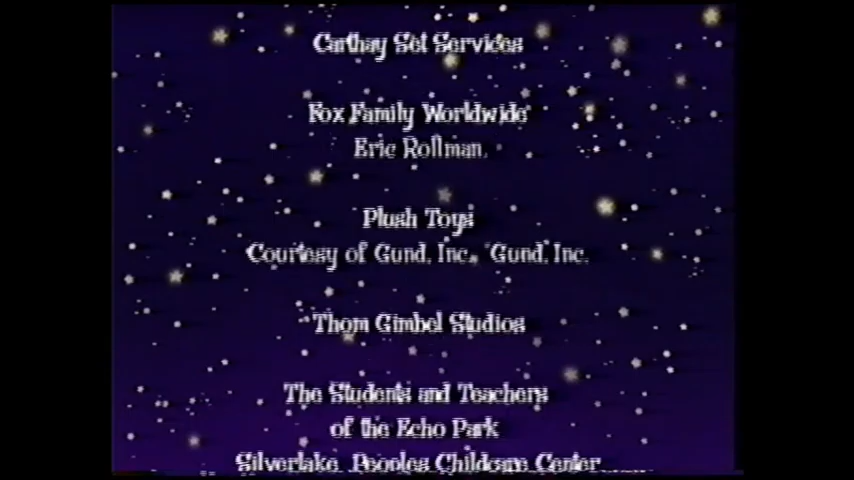 Carthay Set Services
Fox Family Worldwide
Eric Rollman
Plush Toys
Courtesy of Gund, Inc. Gund, Inc.
Thom Gimbel Studios
The Students and Teachers
of the Echo Park
Silverlake Peoples Childcare Center